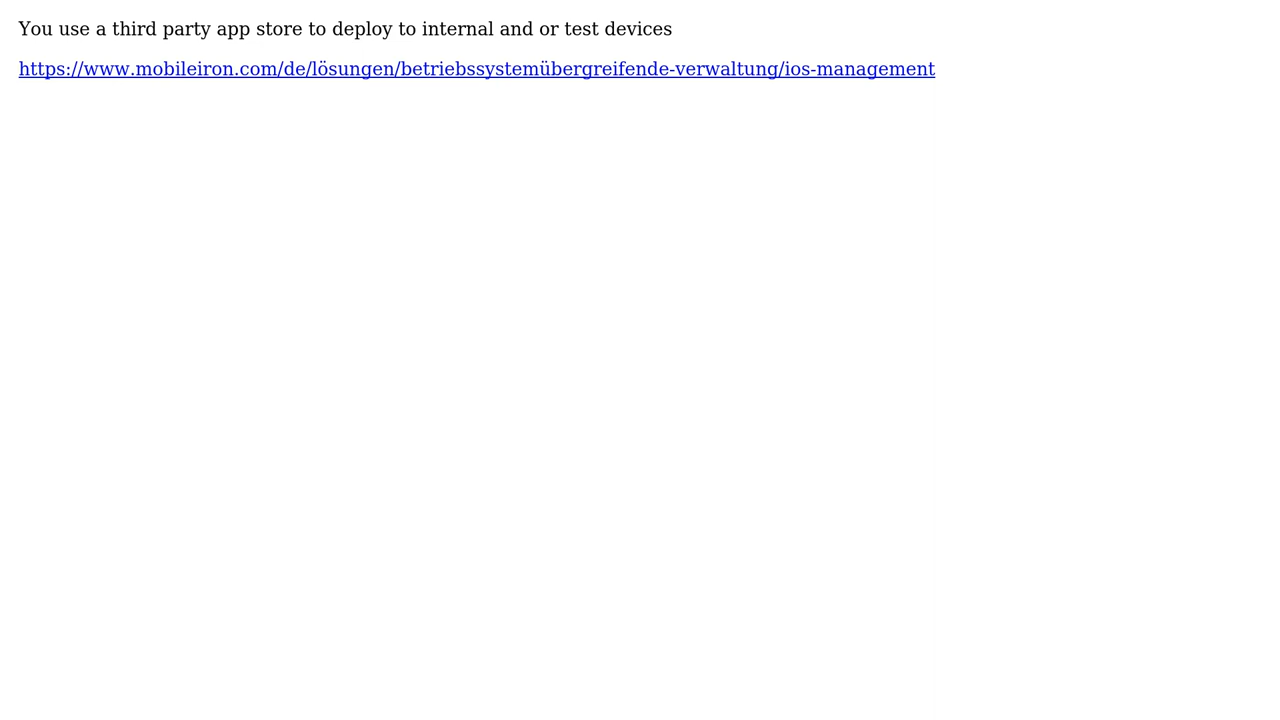 You use a third party app store to deploy to internal and or test devices
https://www.mobileiron.com/de/lösungen/betriebssystemübergreifende-verwaltung/ios-management